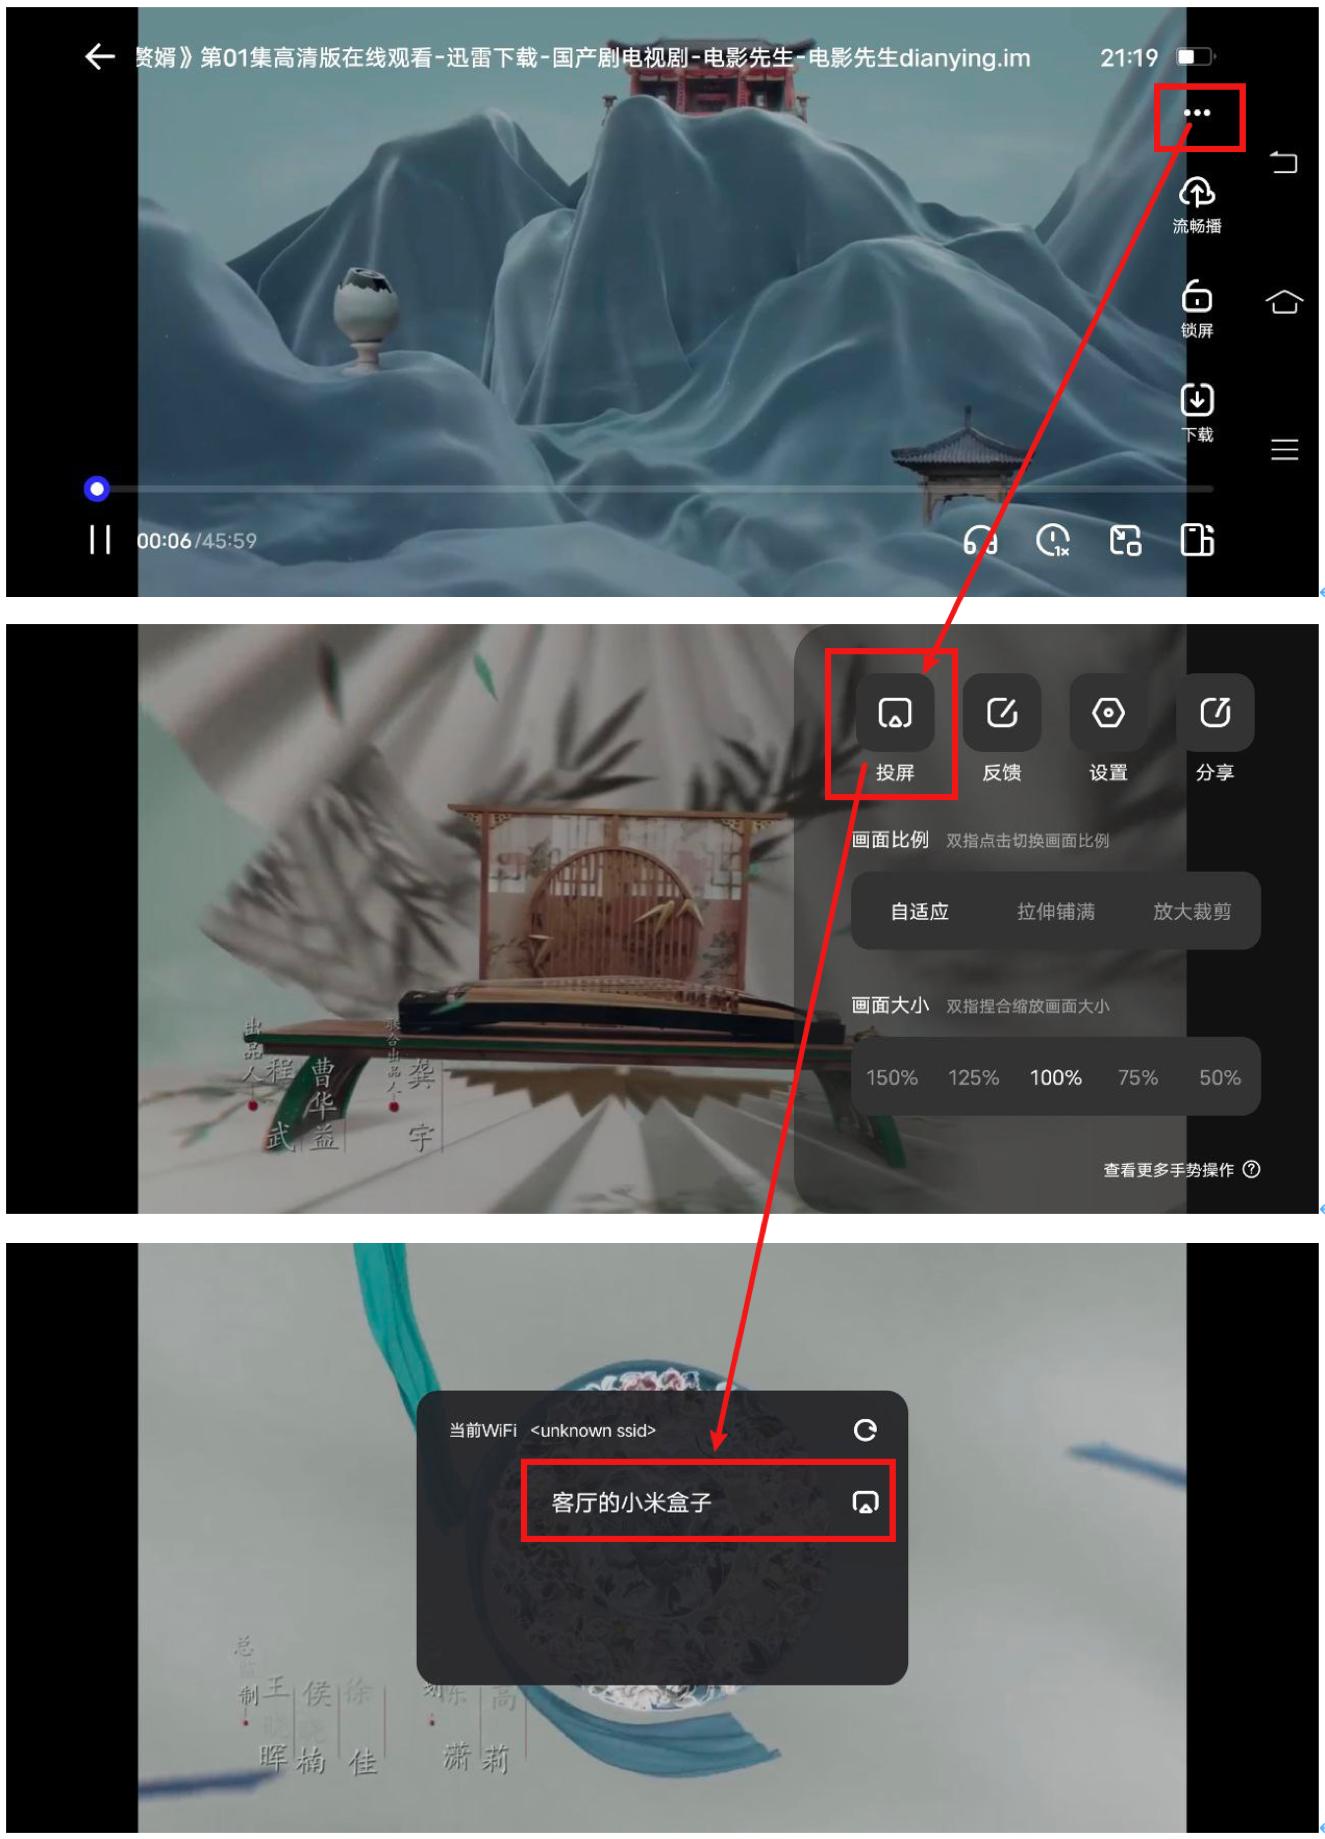 赘婿》第01集高清版在线观看-迅雷下载-国产剧电视剧-电影先生-电影先生dianying.im
21:19
流畅播
锁屏
下载
00:06/45:59
1x
投屏
反馈
设置
分享
画面比例 双指点击切换画面比例
自适应 拉伸铺满 放大裁剪
画面大小 双指捏合缩放画面大小
150% 125% 100% 75% 50%
查看更多手势操作
出品人
程武
曹华益
联合出品人
龚宇
当前WiFi <unknown ssid>
客厅的小米盒子
总
制
王
晖
侯
楠
徐
佳
划
东
潇
高
莉